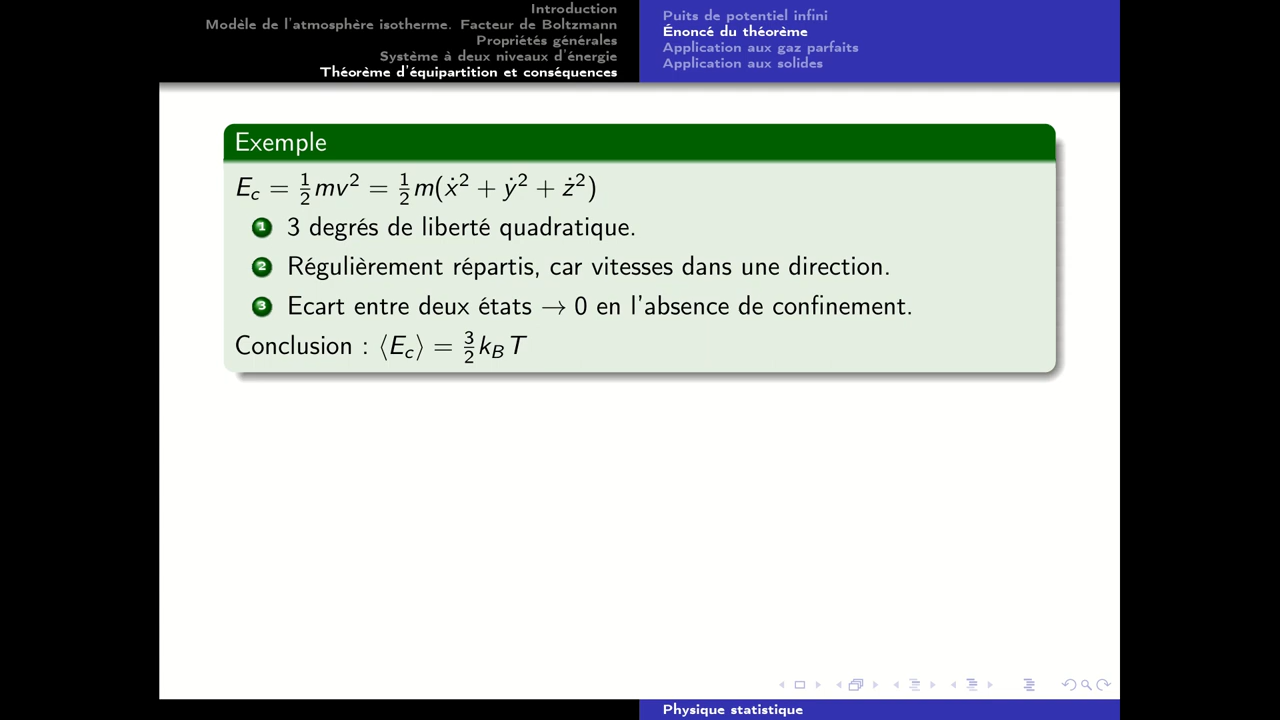 Introduction
Modèle de l'atmosphère isotherme. Facteur de Boltzmann
Propriétés générales
Système à deux niveaux d'énergie
Théorème d'équipartition et conséquences
Puits de potentiel infini
Énoncé du théorème
Application aux gaz parfaits
Application aux solides
Exemple
E_c = ½mv² = ½m(ẋ² + ẏ² + ż²)
1 3 degrés de liberté quadratique.
2 Régulièrement répartis, car vitesses dans une direction.
3 Ecart entre deux états → 0 en l'absence de confinement.
Conclusion : ⟨E_c⟩ = 3/2 k_B T
Physique statistique